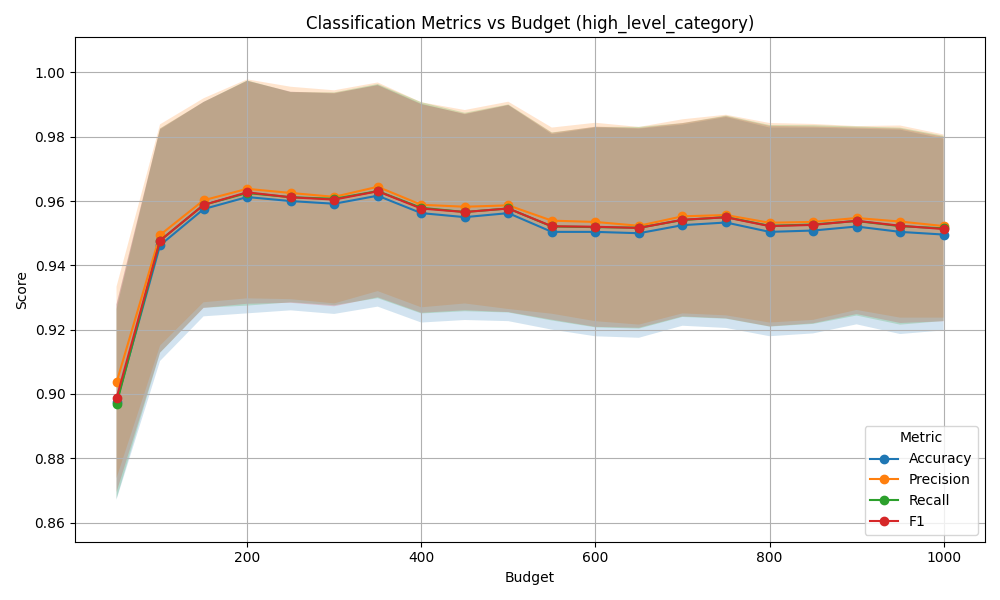 Classification Metrics vs Budget (high_level_category)
Score
1.00
0.98
0.96
0.94
0.92
0.90
0.88
0.86
200
400
600
800
1000
Budget
Metric
Accuracy
Precision
Recall
F1